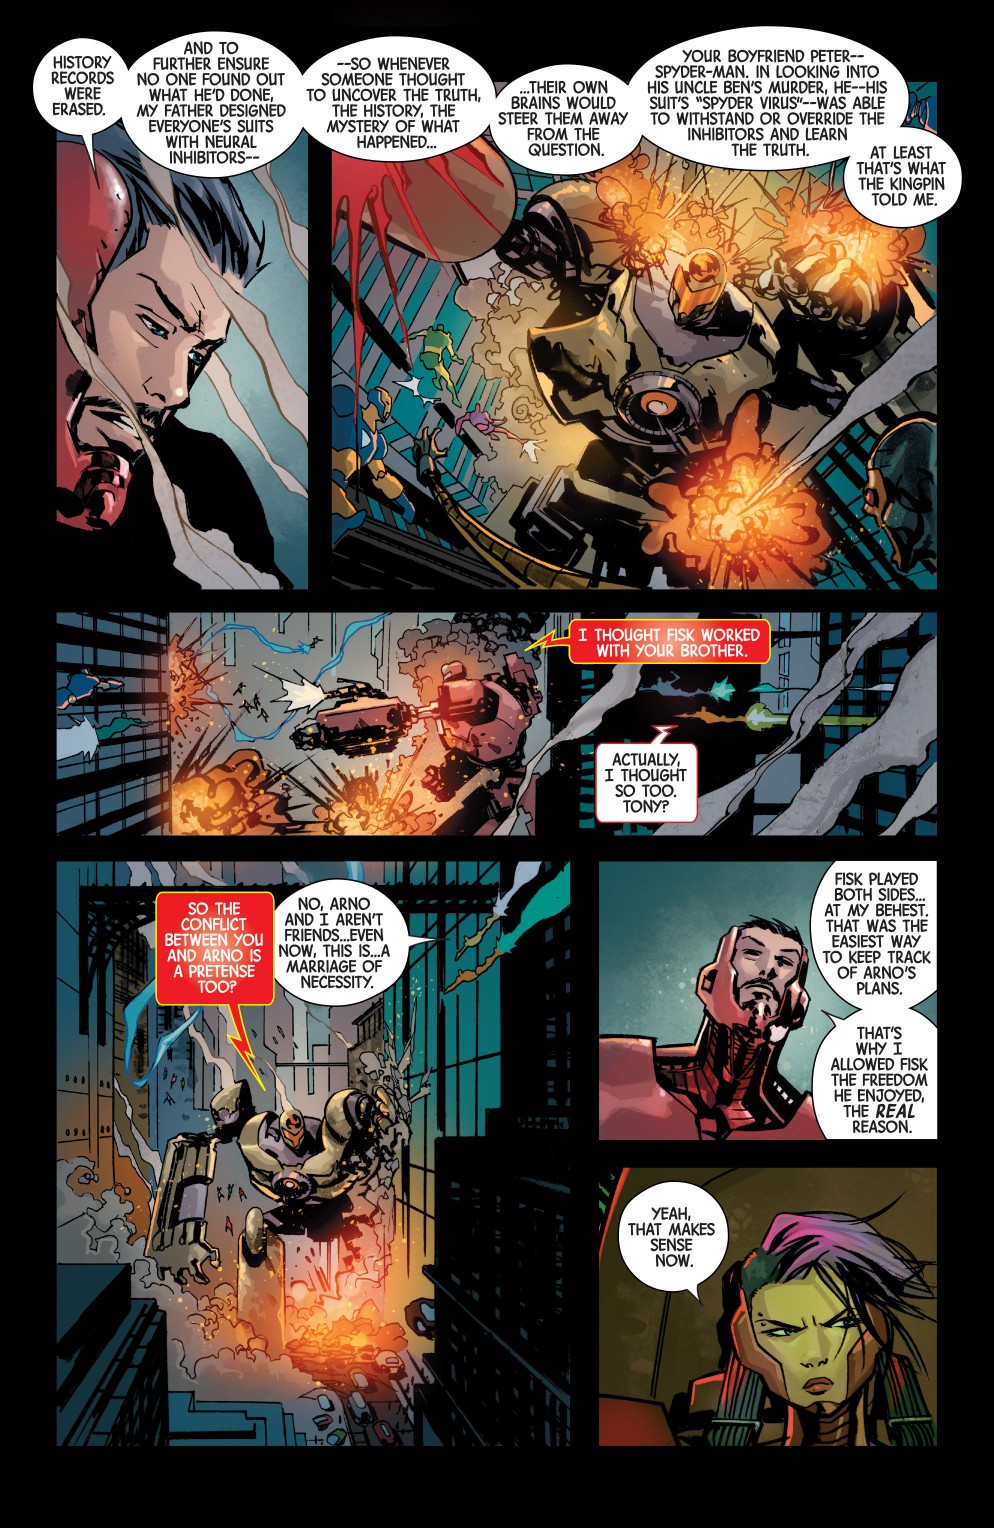 HISTORY
RECORDS
WERE
ERASED.
AND TO
FURTHER ENSURE
NO ONE FOUND OUT
WHAT HE'D DONE,
MY FATHER DESIGNED
EVERYONE'S SUITS
WITH NEURAL
INHIBITORS--
--SO WHENEVER
SOMEONE THOUGHT
TO UNCOVER THE TRUTH,
THE HISTORY, THE
MYSTERY OF WHAT
HAPPENED...
...THEIR OWN
BRAINS WOULD
STEER THEM AWAY
FROM THE
QUESTION.
YOUR BOYFRIEND PETER--
SPYDER-MAN. IN LOOKING INTO
HIS UNCLE BEN'S MURDER, HE--HIS
SUIT'S "SPYDER VIRUS"--WAS ABLE
TO WITHSTAND OR OVERRIDE THE
INHIBITORS AND LEARN
THE TRUTH.
AT LEAST
THAT'S WHAT
THE KINGPIN
TOLD ME.
I THOUGHT FISK WORKED
WITH YOUR BROTHER.
ACTUALLY,
I THOUGHT
SO TOO.
TONY?
SO THE
CONFLICT
BETWEEN YOU
AND ARNO IS
A PRETENSE
TOO?
NO, ARNO
AND I AREN'T
FRIENDS...EVEN
NOW, THIS IS...A
MARRIAGE OF
NECESSITY.
FISK PLAYED
BOTH SIDES...
AT MY BEHEST.
THAT WAS THE
EASIEST WAY
TO KEEP TRACK
OF ARNO'S
PLANS.
THAT'S
WHY I
ALLOWED FISK
THE FREEDOM
HE ENJOYED,
THE REAL
REASON.
YEAH,
THAT MAKES
SENSE
NOW.